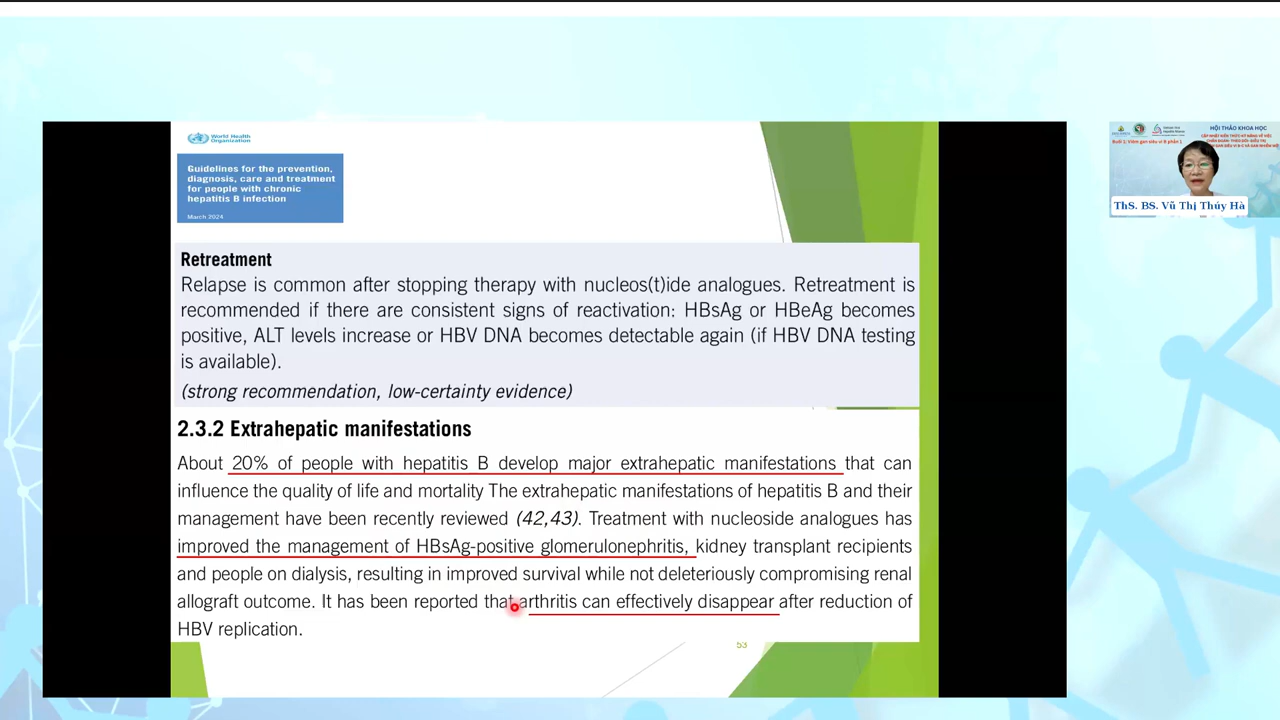 World Health
Organization
Guidelines for the prevention,
diagnosis, care and treatment
for people with chronic
hepatitis B infection
March 2024
Retreatment
Relapse is common after stopping therapy with nucleos(t)ide analogues. Retreatment is
recommended if there are consistent signs of reactivation: HBsAg or HBeAg becomes
positive, ALT levels increase or HBV DNA becomes detectable again (if HBV DNA testing
is available).
(strong recommendation, low-certainty evidence)
2.3.2 Extrahepatic manifestations
About 20% of people with hepatitis B develop major extrahepatic manifestations that can
influence the quality of life and mortality The extrahepatic manifestations of hepatitis B and their
management have been recently reviewed (42,43). Treatment with nucleoside analogues has
improved the management of HBsAg-positive glomerulonephritis, kidney transplant recipients
and people on dialysis, resulting in improved survival while not deleteriously compromising renal
allograft outcome. It has been reported that arthritis can effectively disappear after reduction of
HBV replication.
53
HỘI THẢO KHOA HỌC
ThS. BS. Vũ Thị Thúy Hà